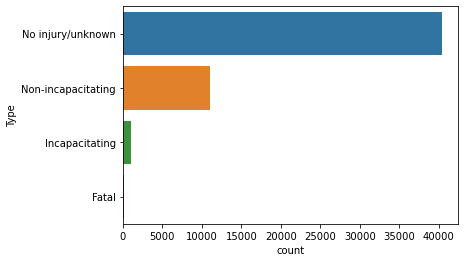 No injury/unknown
Non-incapacitating
Incapacitating
Fatal
Type
0 5000 10000 15000 20000 25000 30000 35000 40000
count